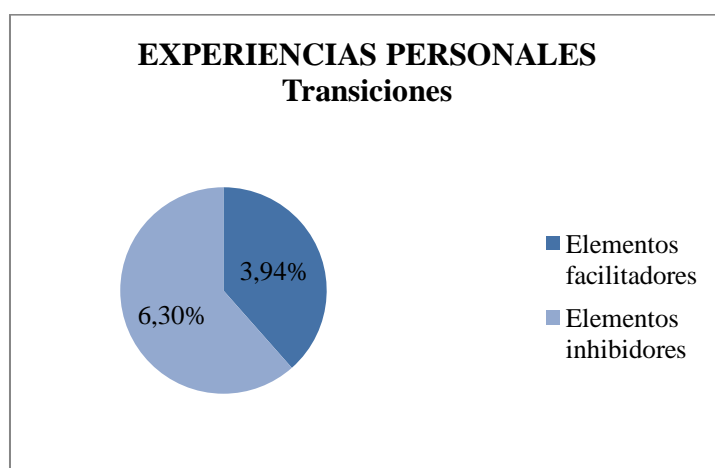 EXPERIENCIAS PERSONALES
Transiciones
3,94%
6,30%
Elementos
facilitadores
Elementos
inhibidores